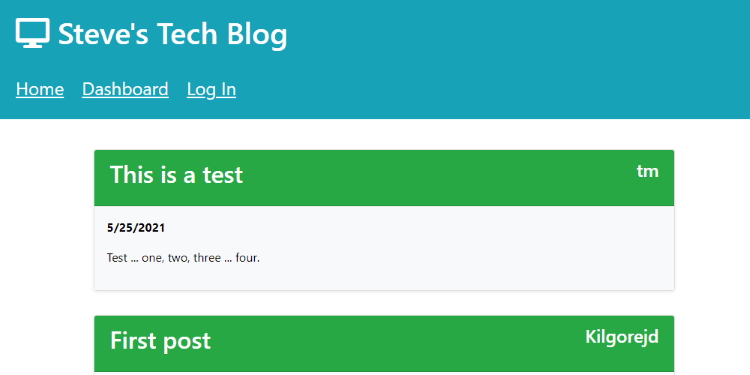 Steve's Tech Blog
Home Dashboard Log In
This is a test tm
5/25/2021
Test ... one, two, three ... four.
First post Kilgorejd